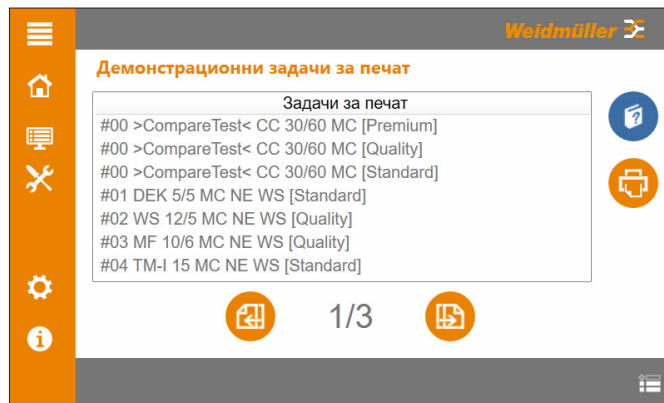 Weidmüller
Демонстрационни задачи за печат
Задачи за печат
#00 >CompareTest< CC 30/60 MC [Premium]
#00 >CompareTest< CC 30/60 MC [Quality]
#00 >CompareTest< CC 30/60 MC [Standard]
#01 DEK 5/5 MC NE WS [Standard]
#02 WS 12/5 MC NE WS [Quality]
#03 MF 10/6 MC NE WS [Quality]
#04 TM-I 15 MC NE WS [Standard]
1/3